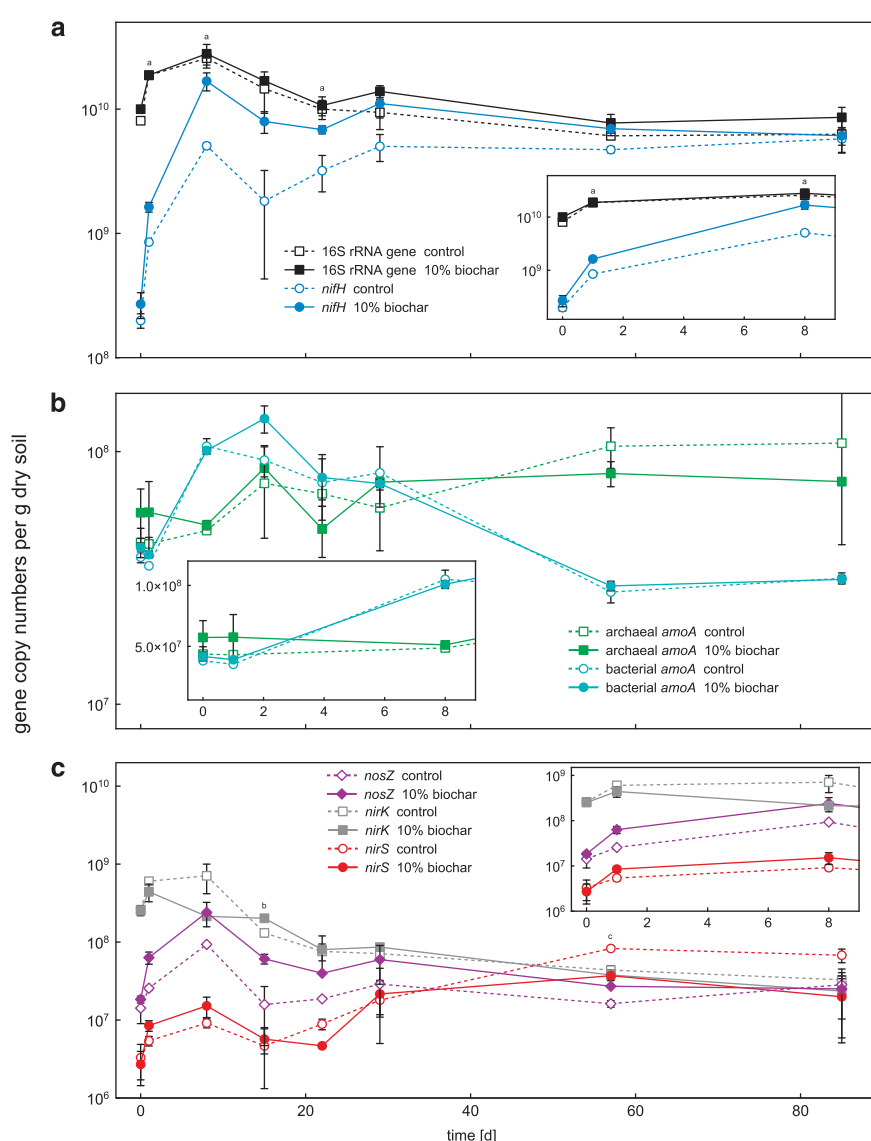 a
a
a
a
10¹⁰
10⁹
10⁸
16S rRNA gene control
16S rRNA gene 10% biochar
nifH control
nifH 10% biochar
a
a
10¹⁰
10⁹
0 2 4 6 8
gene copy numbers per g dry soil
b
10⁸
10⁷
1.0×10⁸
5.0×10⁷
0 2 4 6 8
archaeal amoA control
archaeal amoA 10% biochar
bacterial amoA control
bacterial amoA 10% biochar
c
10¹⁰
10⁹
10⁸
10⁷
10⁶
nosZ control
nosZ 10% biochar
nirK control
nirK 10% biochar
nirS control
nirS 10% biochar
10⁹
10⁸
10⁷
10⁶
0 2 4 6 8
b
c
0 20 40 60 80
time [d]